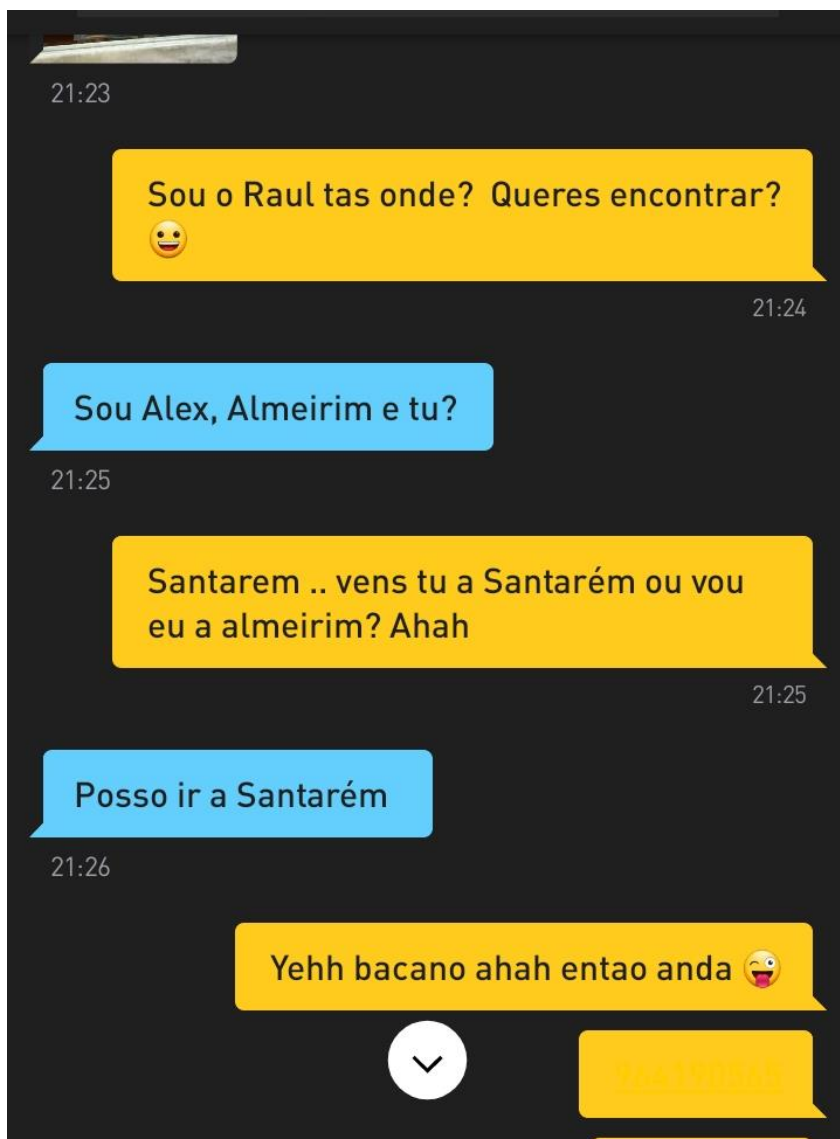 21:23
Sou o Raul tas onde? Queres encontrar?
😀
21:24
Sou Alex, Almeirim e tu?
21:25
Santarem .. vens tu a Santarém ou vou
eu a almeirim? Ahah
21:25
Posso ir a Santarém
21:26
Yehh bacano ahah entao anda 😜